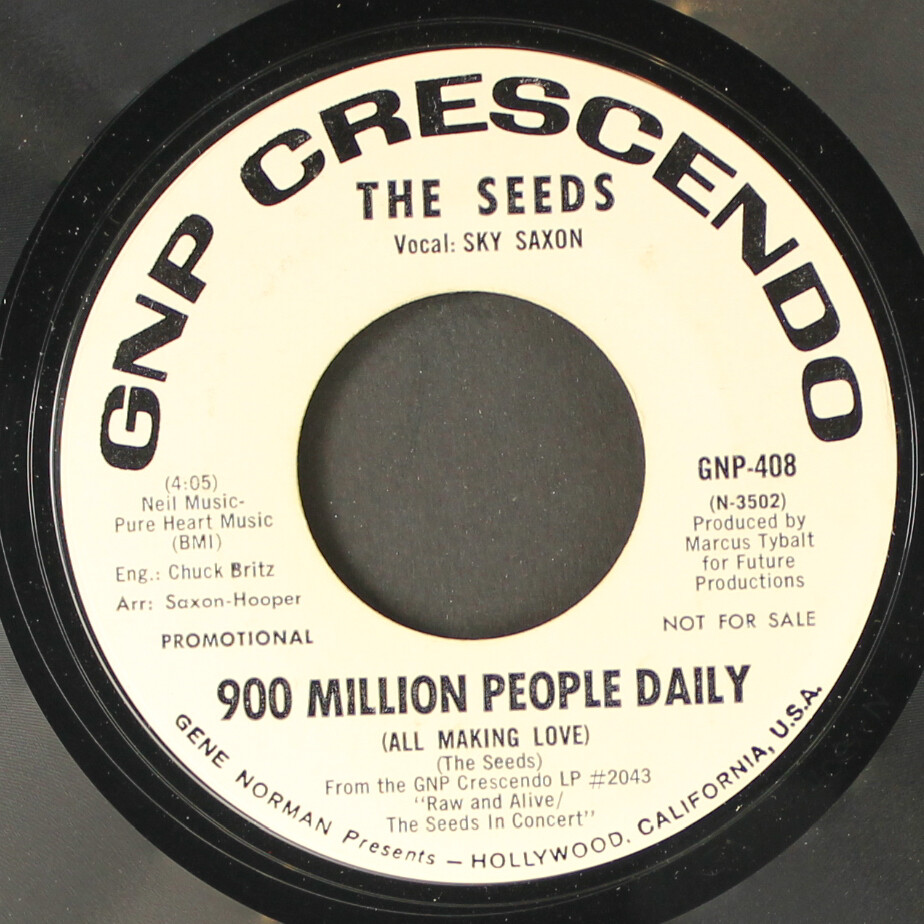 GNP CRESCENDO
THE SEEDS
Vocal: SKY SAXON
(4:05)
Neil Music-
Pure Heart Music
(BMI)
Eng.: Chuck Britz
Arr: Saxon-Hooper
PROMOTIONAL
GNP-408
(N-3502)
Produced by
Marcus Tybalt
for Future
Productions
NOT FOR SALE
900 MILLION PEOPLE DAILY
(ALL MAKING LOVE)
(The Seeds)
From the GNP Crescendo LP #2043
"Raw and Alive/
The Seeds In Concert"
GENE NORMAN Presents — HOLLYWOOD, CALIFORNIA, U.S.A.